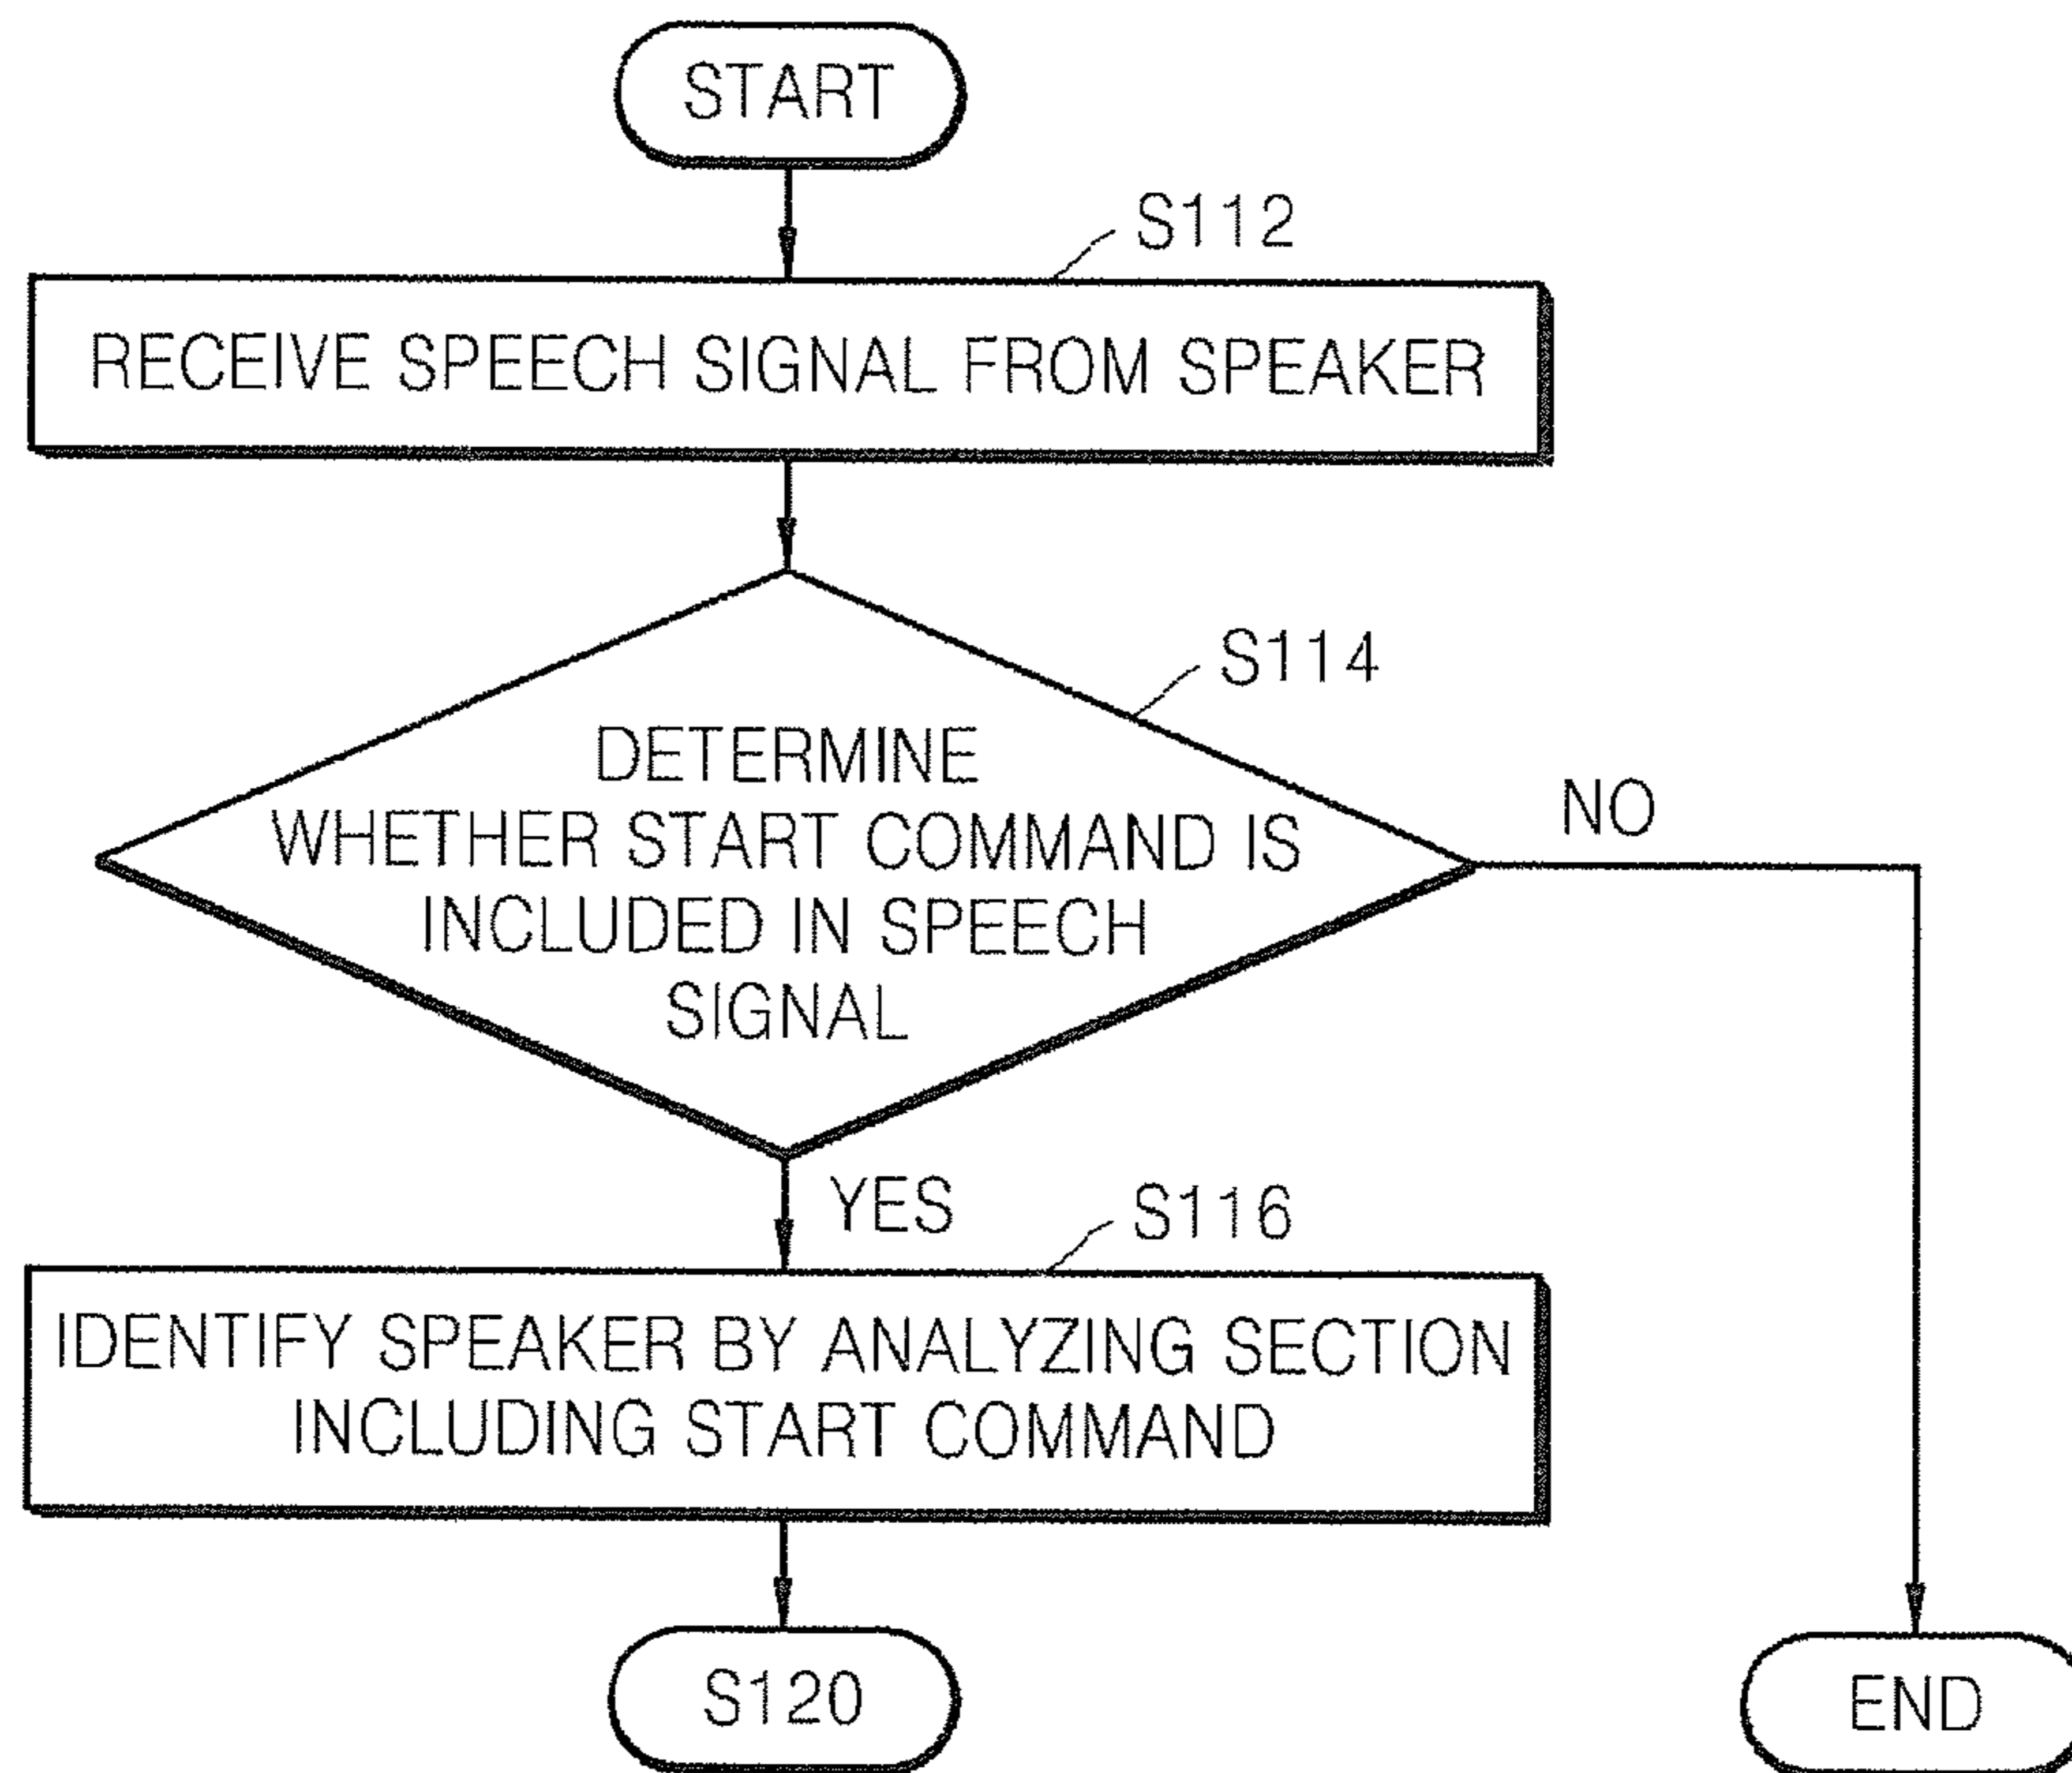 START
S112
RECEIVE SPEECH SIGNAL FROM SPEAKER
S114
DETERMINE
WHETHER START COMMAND IS
INCLUDED IN SPEECH
SIGNAL
NO
YES
S116
IDENTIFY SPEAKER BY ANALYZING SECTION
INCLUDING START COMMAND
S120
END